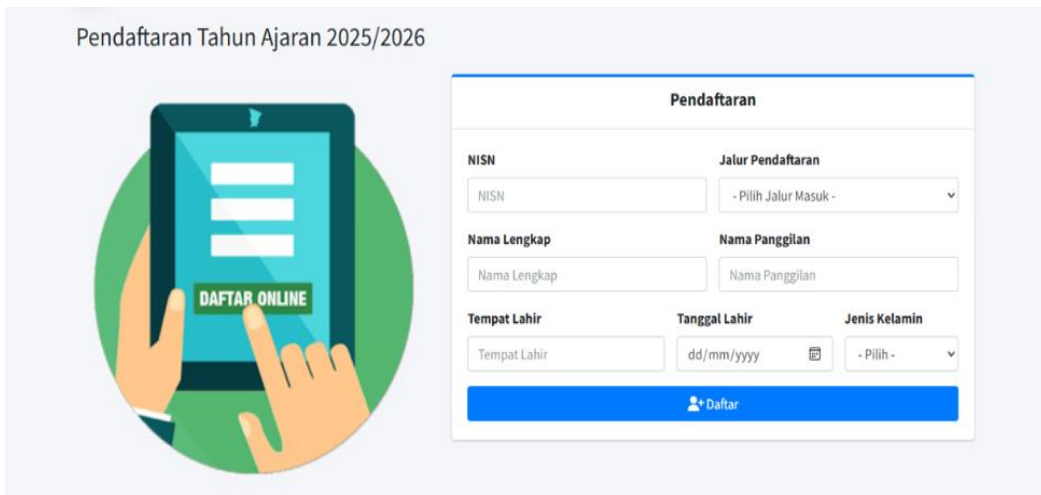 Pendaftaran Tahun Ajaran 2025/2026
DAFTAR ONLINE
Pendaftaran
NISN Jalur Pendaftaran
NISN - Pilih Jalur Masuk -
Nama Lengkap Nama Panggilan
Nama Lengkap Nama Panggilan
Tempat Lahir Tanggal Lahir Jenis Kelamin
Tempat Lahir dd/mm/yyyy - Pilih -
Daftar